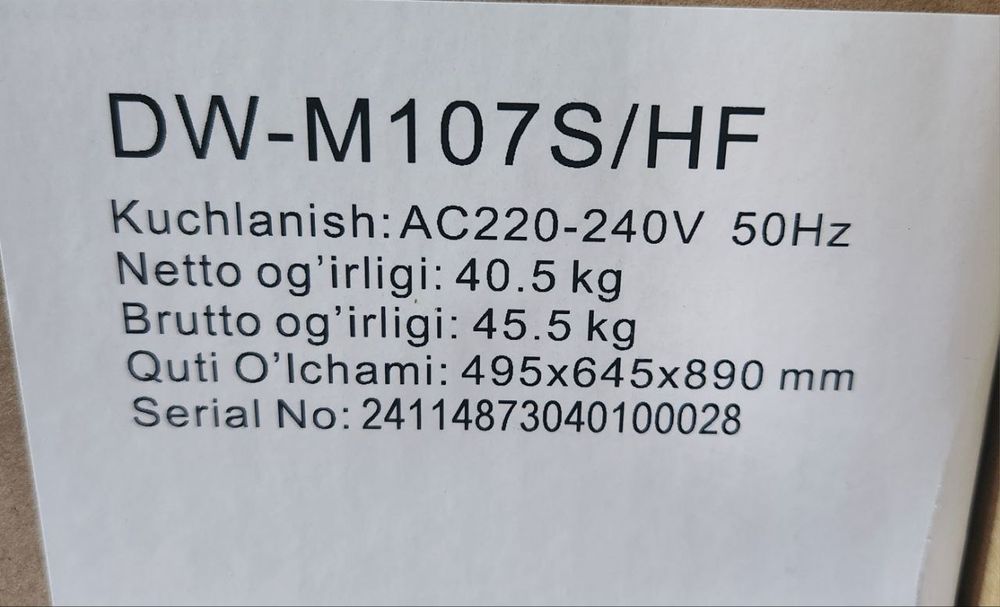 DW-M107S/HF
Kuchlanish: AC220-240V 50Hz
Netto og'irligi: 40.5 kg
Brutto og'irligi: 45.5 kg
Quti O'lchami: 495x645x890 mm
Serial No: 24114873040100028